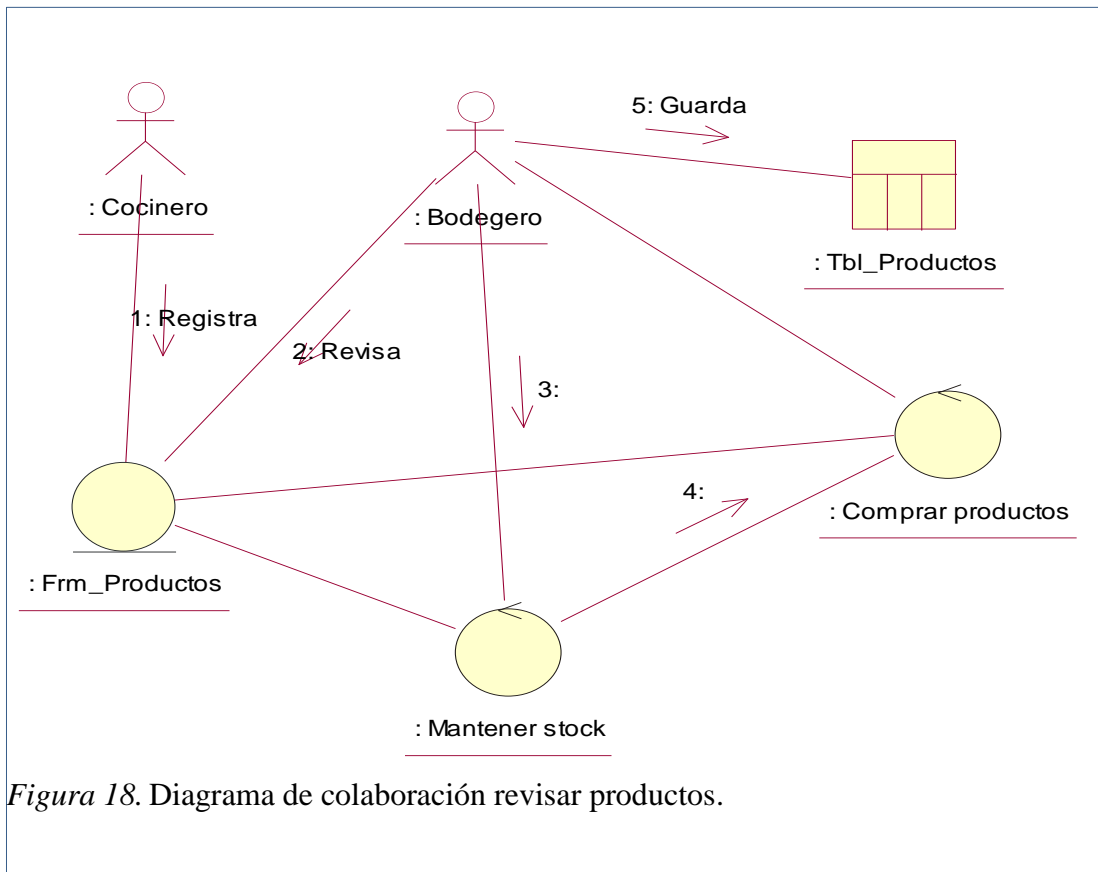 5: Guarda
: Cocinero
: Bodegero
: Tbl_Productos
1: Registra
2: Revisa
3:
4:
: Comprar productos
: Frm_Productos
: Mantener stock
Figura 18. Diagrama de colaboración revisar productos.